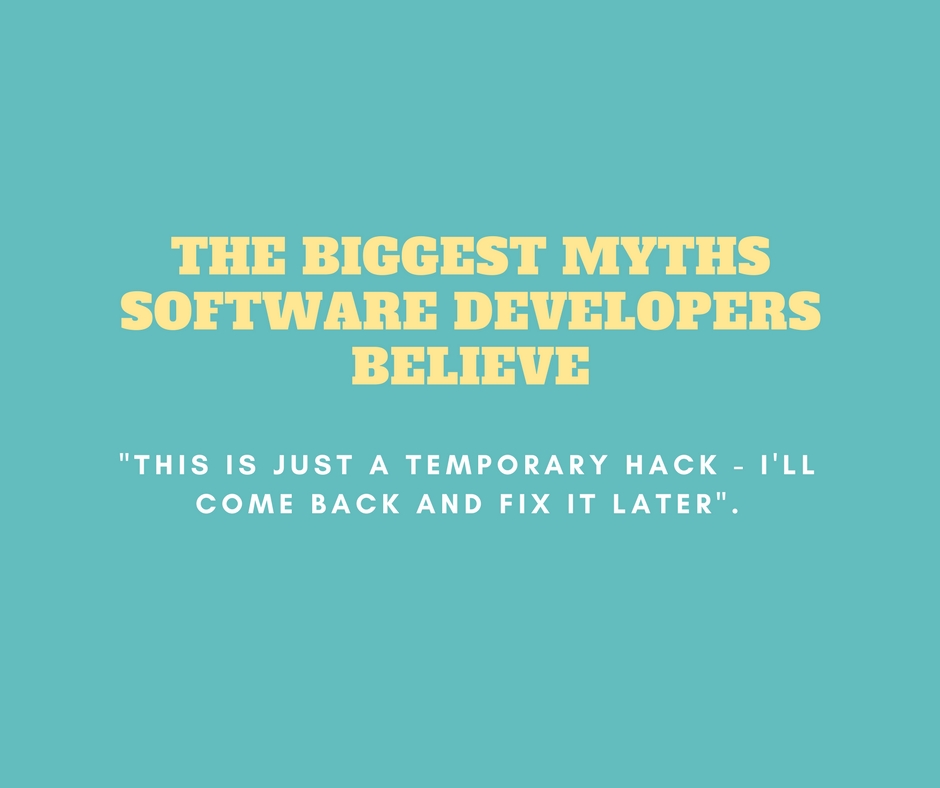 THE BIGGEST MYTHS
SOFTWARE DEVELOPERS
BELIEVE
"THIS IS JUST A TEMPORARY HACK - I'LL
COME BACK AND FIX IT LATER".